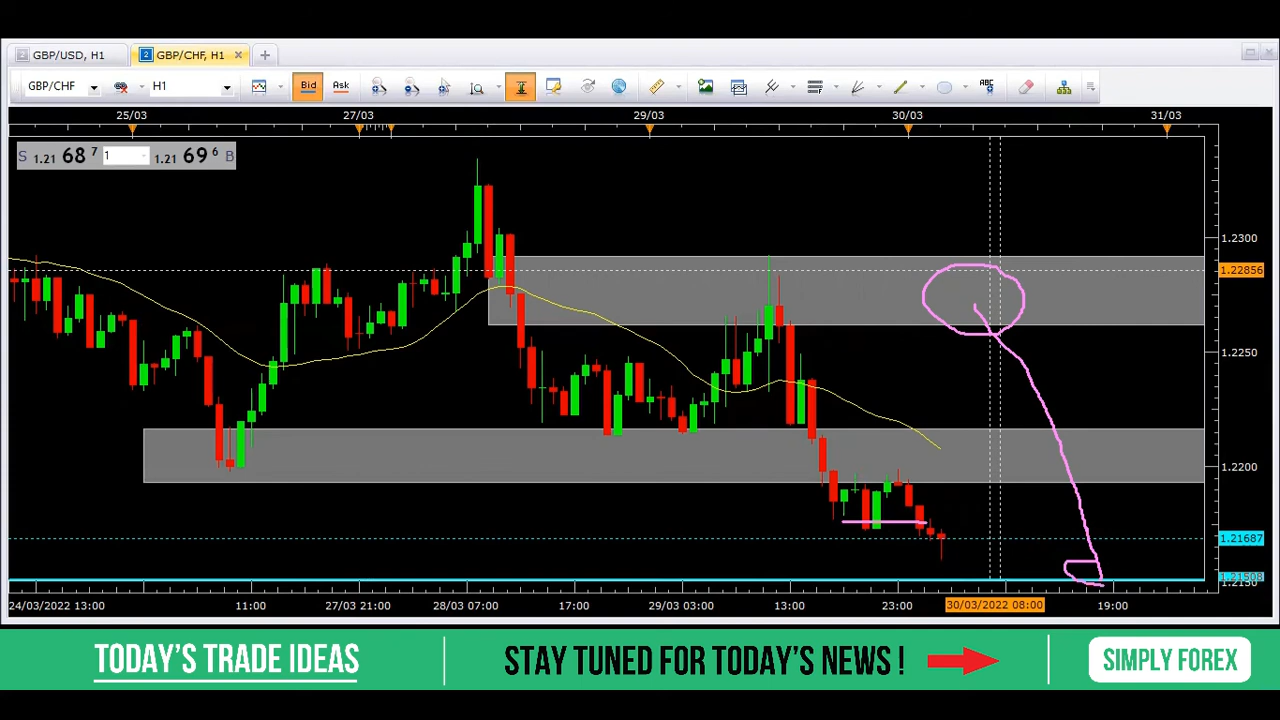 GBP/USD, H1
GBP/CHF, H1
GBP/CHF
H1
Bid
Ask
ABC
25/03
27/03
29/03
30/03
31/03
S 1.21 68 7
1
1.21 69 6 B
1.2300
1.22856
1.2250
1.2200
1.21687
1.21508
24/03/2022 13:00
11:00
27/03 21:00
28/03 07:00
17:00
29/03 03:00
13:00
23:00
30/03/2022 08:00
19:00
TODAY'S TRADE IDEAS
STAY TUNED FOR TODAY'S NEWS !
SIMPLY FOREX